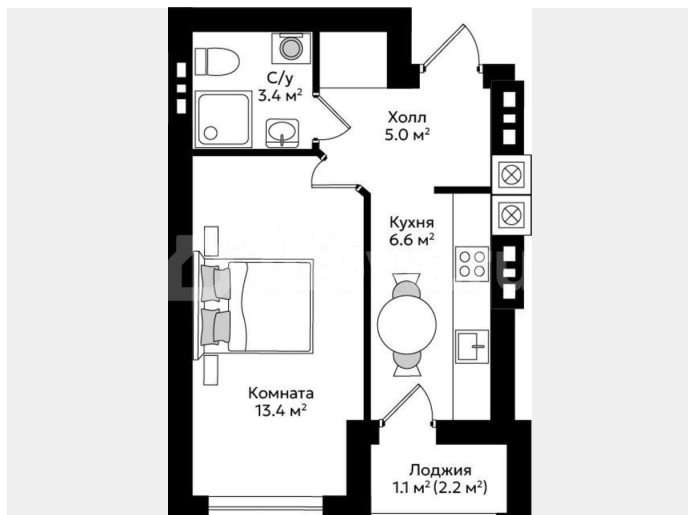 С/у
3.4 м²
Холл
5.0 м²
Кухня
6.6 м²
Комната
13.4 м²
Лоджия
1.1 м² (2.2 м²)